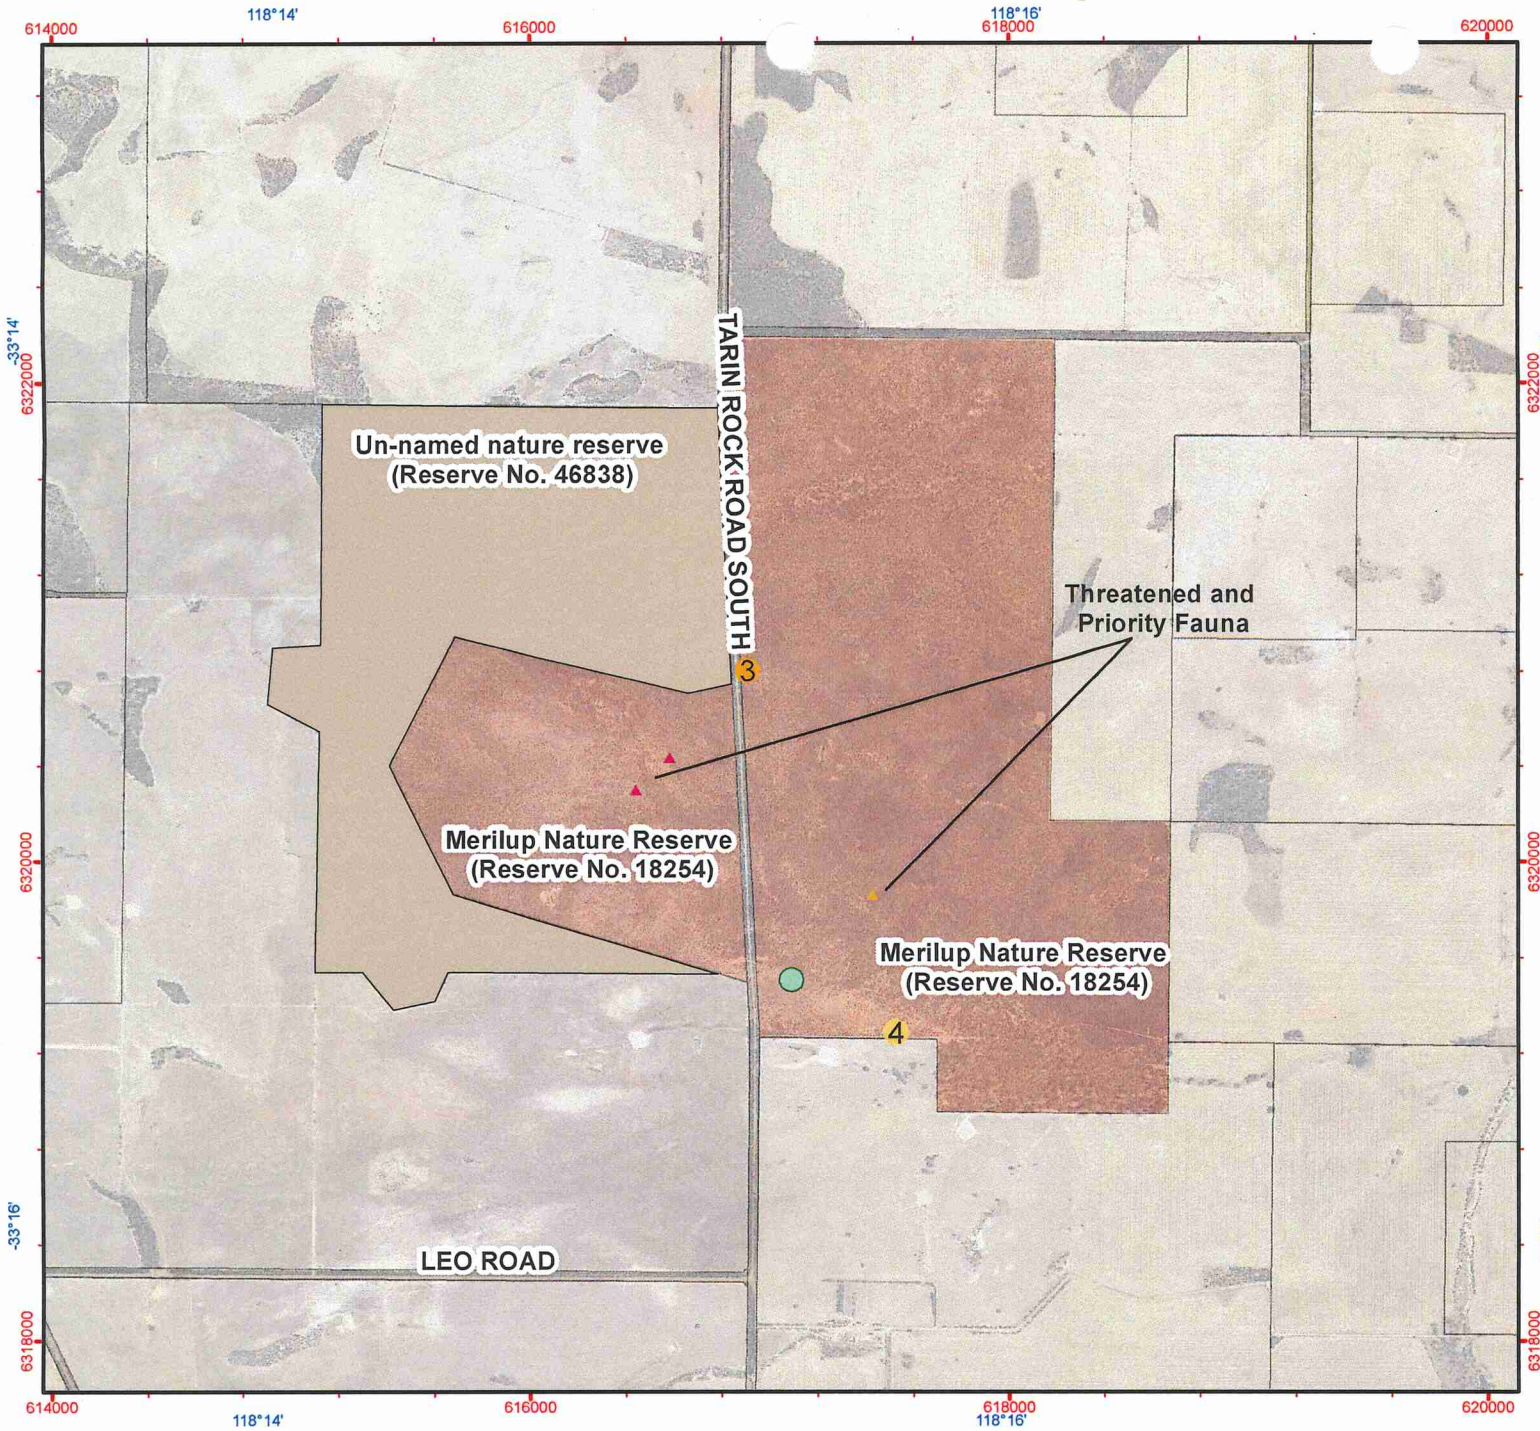 118°14'
118°16'
614000
616000
618000
620000
-33°14'
6322000
6322000
TARIN ROCK ROAD SOUTH
Un-named nature reserve
(Reserve No. 46838)
Threatened and
Priority Fauna
3
Merilup Nature Reserve
(Reserve No. 18254)
6320000
6320000
Merilup Nature Reserve
(Reserve No. 18254)
4
-33°16'
LEO ROAD
6318000
6318000
614000
616000
618000
620000
118°14'
118°16'